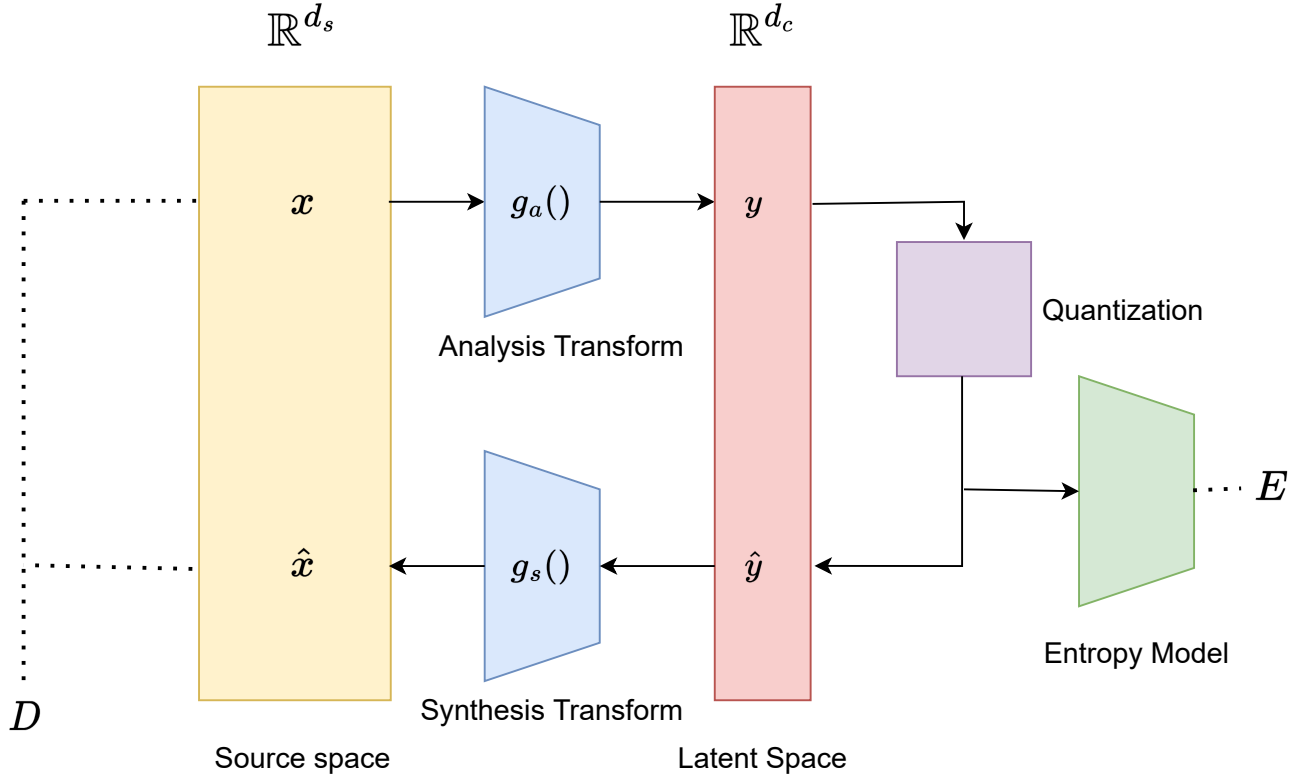 ℝ^{d_s}
ℝ^{d_c}
x
g_a()
y
Quantization
Analysis Transform
E
x̂
g_s()
ŷ
Entropy Model
D
Synthesis Transform
Source space
Latent Space